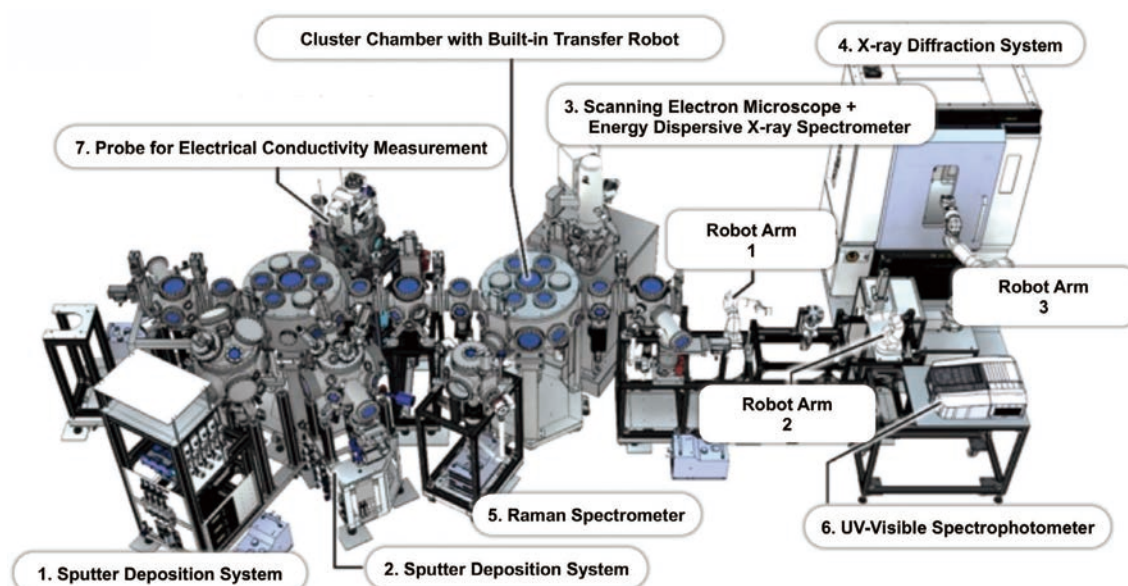 Cluster Chamber with Built-in Transfer Robot
4. X-ray Diffraction System
3. Scanning Electron Microscope +
Energy Dispersive X-ray Spectrometer
7. Probe for Electrical Conductivity Measurement
Robot Arm
1
Robot Arm
3
Robot Arm
2
5. Raman Spectrometer
6. UV-Visible Spectrophotometer
1. Sputter Deposition System
2. Sputter Deposition System